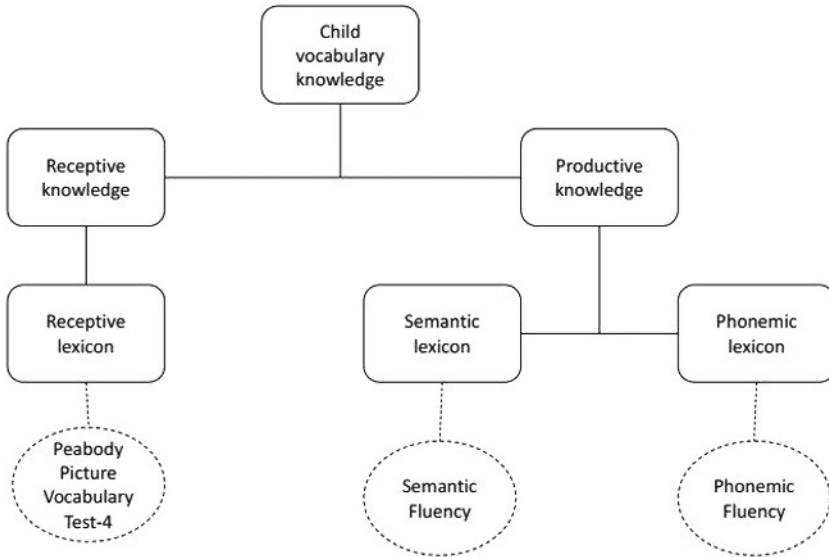 Child
vocabulary
knowledge
Receptive
knowledge
Productive
knowledge
Receptive
lexicon
Semantic
lexicon
Phonemic
lexicon
Peabody
Picture
Vocabulary
Test-4
Semantic
Fluency
Phonemic
Fluency